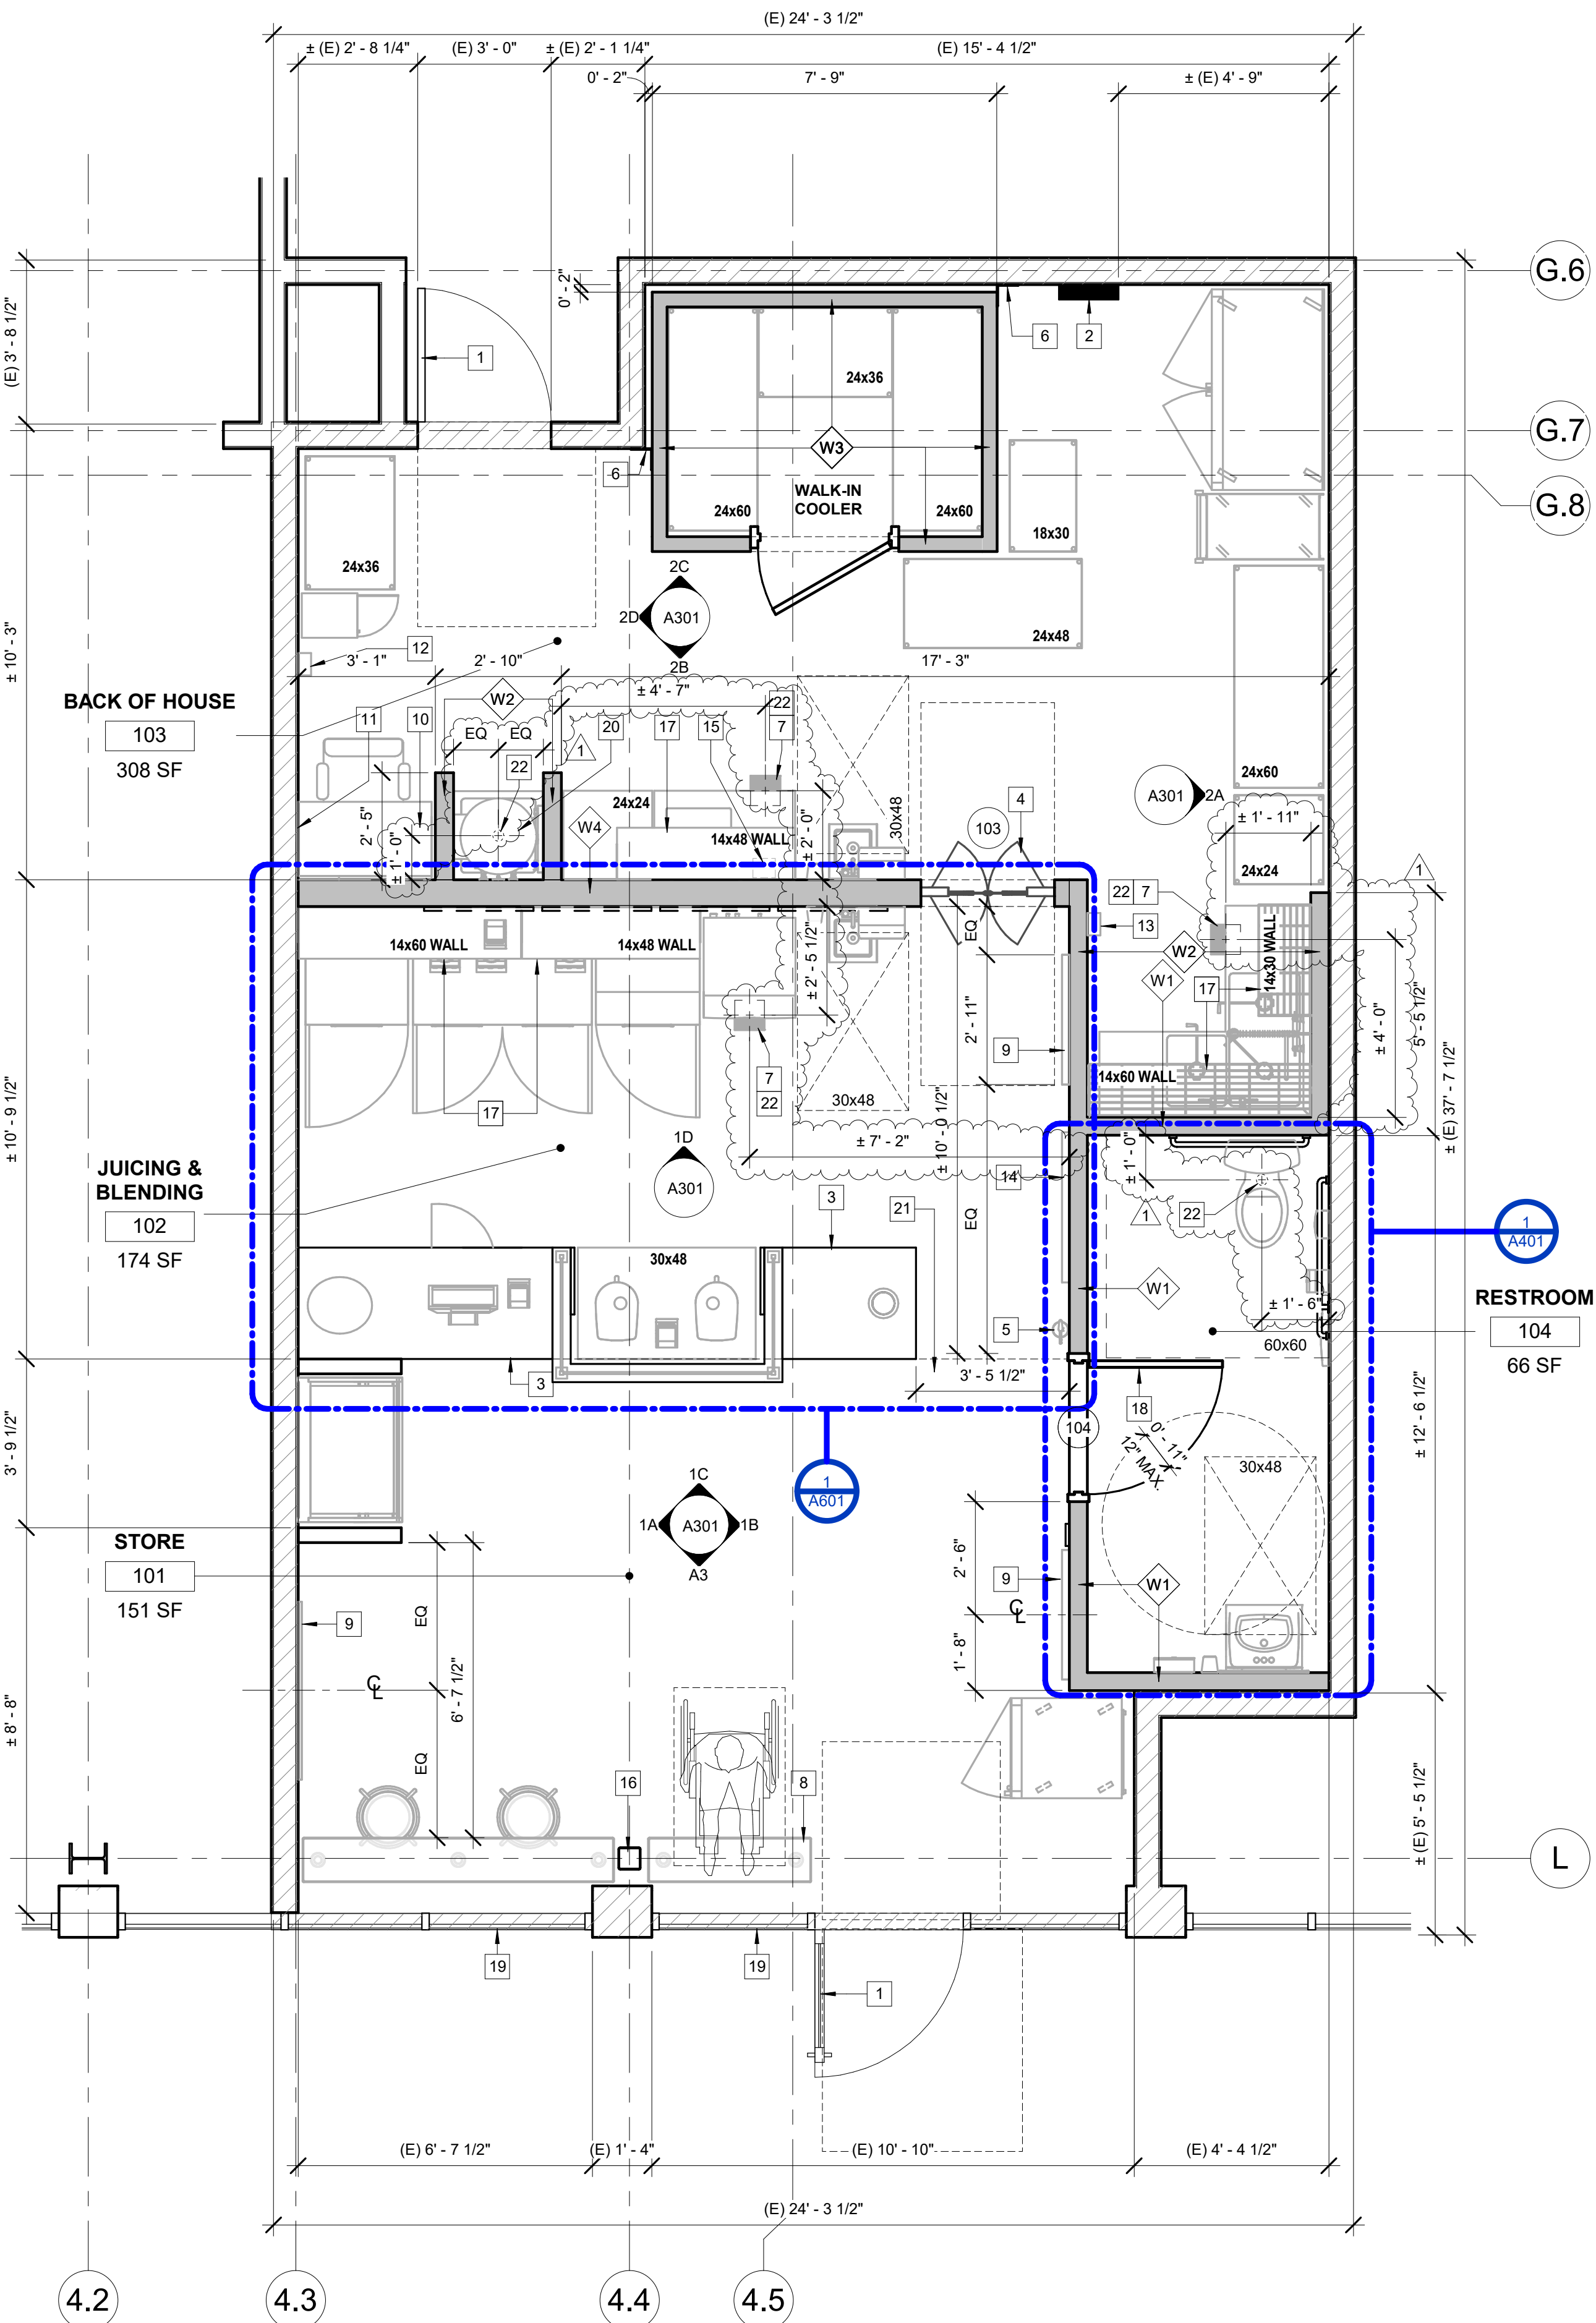 (E) 24' - 3 1/2"
± (E) 2' - 8 1/4"
(E) 3' - 0"
± (E) 2' - 1 1/4"
(E) 15' - 4 1/2"
0' - 2"
7' - 9"
± (E) 4' - 9"
G.6
(E) 3' - 8 1/2"
0' - 2"
1
6
2
24x36
G.7
W3
6
WALK-IN
COOLER
24x60
24x60
18x30
G.8
24x36
2C
2D
A301
2B
24x48
± 10' - 3"
12
3' - 1"
2' - 10"
17' - 3"
BACK OF HOUSE
103
308 SF
W2
± 4' - 7"
22
7
11
10
EQ
EQ
1
20
17
15
22
24x60
A301
2A
2' - 5"
± 1' - 0"
24x24
W4
14x48 WALL
± 2' - 0"
30x48
103
4
± 1' - 11"
24x24
1
22
7
13
14x60 WALL
14x48 WALL
± 2' - 5 1/2"
EQ
W2
W1
14x30 WALL
17
± 4' - 0"
5' - 5 1/2"
2' - 11"
9
14x60 WALL
7
22
30x48
17
± 10' - 9 1/2"
± (E) 37' - 7 1/2"
± 7' - 2"
± 10' - 0 1/2"
1D
A301
14
± 1' - 0"
1
22
JUICING &
BLENDING
102
174 SF
3
21
EQ
1
A401
30x48
W1
± 1' - 6"
RESTROOM
104
66 SF
5
60x60
3
3' - 5 1/2"
18
104
0' - 11"
12" MAX.
3' - 9 1/2"
± 12' - 6 1/2"
30x48
1
A601
1C
1A
A301
1B
A3
STORE
101
151 SF
2' - 6"
9
W1
CL
1' - 8"
9
EQ
CL
6' - 7 1/2"
EQ
± 8' - 8"
16
8
± (E) 5' - 5 1/2"
L
19
19
1
(E) 6' - 7 1/2"
(E) 1' - 4"
(E) 10' - 10"
(E) 4' - 4 1/2"
(E) 24' - 3 1/2"
4.2
4.3
4.4
4.5